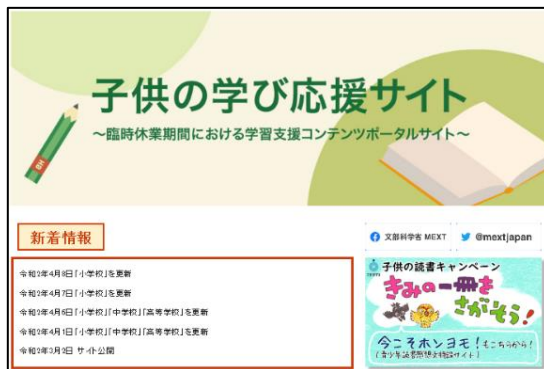 子供の学び応援サイト
～臨時休業期間における学習支援コンテンツポータルサイト～
新着情報
令和2年4月8日「小学校」を更新
令和2年4月7日「小学校」を更新
令和2年4月6日「小学校」「中学校」「高等学校」を更新
令和2年4月1日「小学校」「中学校」「高等学校」を更新
令和2年3月2日 サイト公開
文部科学省 MEXT
@mextjapan
子供の読書キャンペーン
きみの一冊を
さがそう!
今こそホンヨモ!もこちらから!